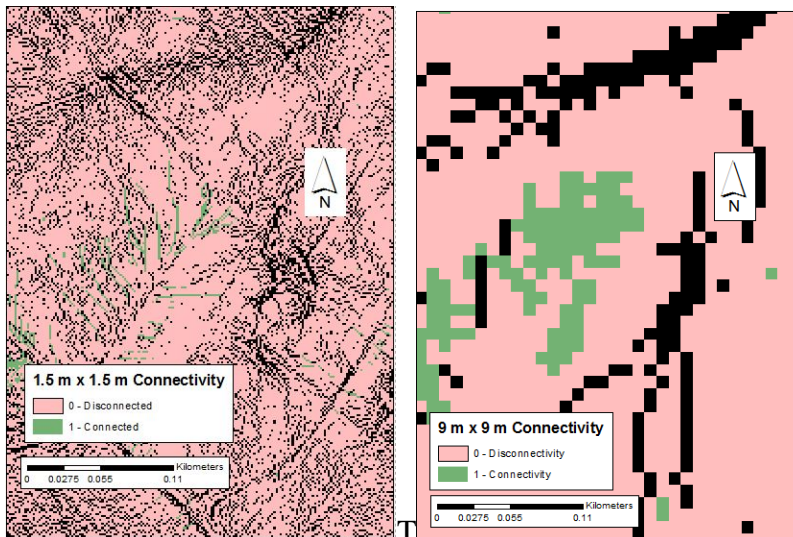 N
1.5 m x 1.5 m Connectivity
0 - Disconnected
1 - Connected
Kilometers
0 0.0275 0.055 0.11
T
N
9 m x 9 m Connectivity
0 - Disconnectivity
1 - Connectivity
Kilometers
0 0.0275 0.055 0.11